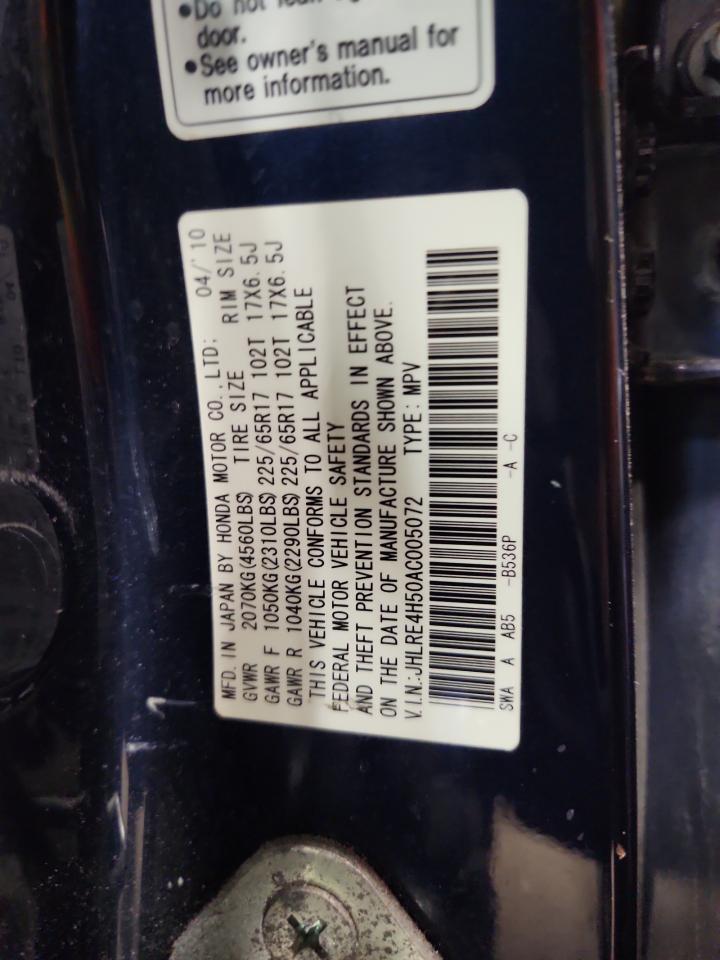 door.
●See owner's manual for
more information.
MFD. IN JAPAN BY HONDA MOTOR CO., LTD. 04/'10
GVWR 2070KG(4560LBS) TIRE SIZE RIM SIZE
GAWR F 1050KG(2310LBS) 225/65R17 102T 17X6.5J
GAWR R 1040KG(2290LBS) 225/65R17 102T 17X6.5J
THIS VEHICLE CONFORMS TO ALL APPLICABLE
FEDERAL MOTOR VEHICLE SAFETY
AND THEFT PREVENTION STANDARDS IN EFFECT
ON THE DATE OF MANUFACTURE SHOWN ABOVE.
V.I.N.:JHLRE4H50AC005072 TYPE: MPV
SWA A AB5 -B536P -A -C